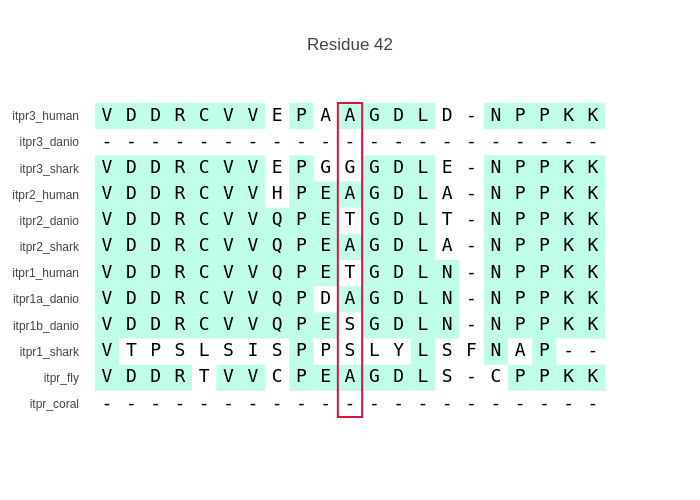 Residue 42
itpr3_human V D D R C V V E P A A G D L D - N P P K K
itpr3_danio - - - - - - - - - - - - - - - - - - - - -
itpr3_shark V D D R C V V E P G G G D L E - N P P K K
itpr2_human V D D R C V V H P E A G D L A - N P P K K
itpr2_danio V D D R C V V Q P E T G D L T - N P P K K
itpr2_shark V D D R C V V Q P E A G D L A - N P P K K
itpr1_human V D D R C V V Q P E T G D L N - N P P K K
itpr1a_danio V D D R C V V Q P D A G D L N - N P P K K
itpr1b_danio V D D R C V V Q P E S G D L N - N P P K K
itpr1_shark V T P S L S I S P P S L Y L S F N A P - -
itpr_fly V D D R T V V C P E A G D L S - C P P K K
itpr_coral - - - - - - - - - - - - - - - - - - - - -